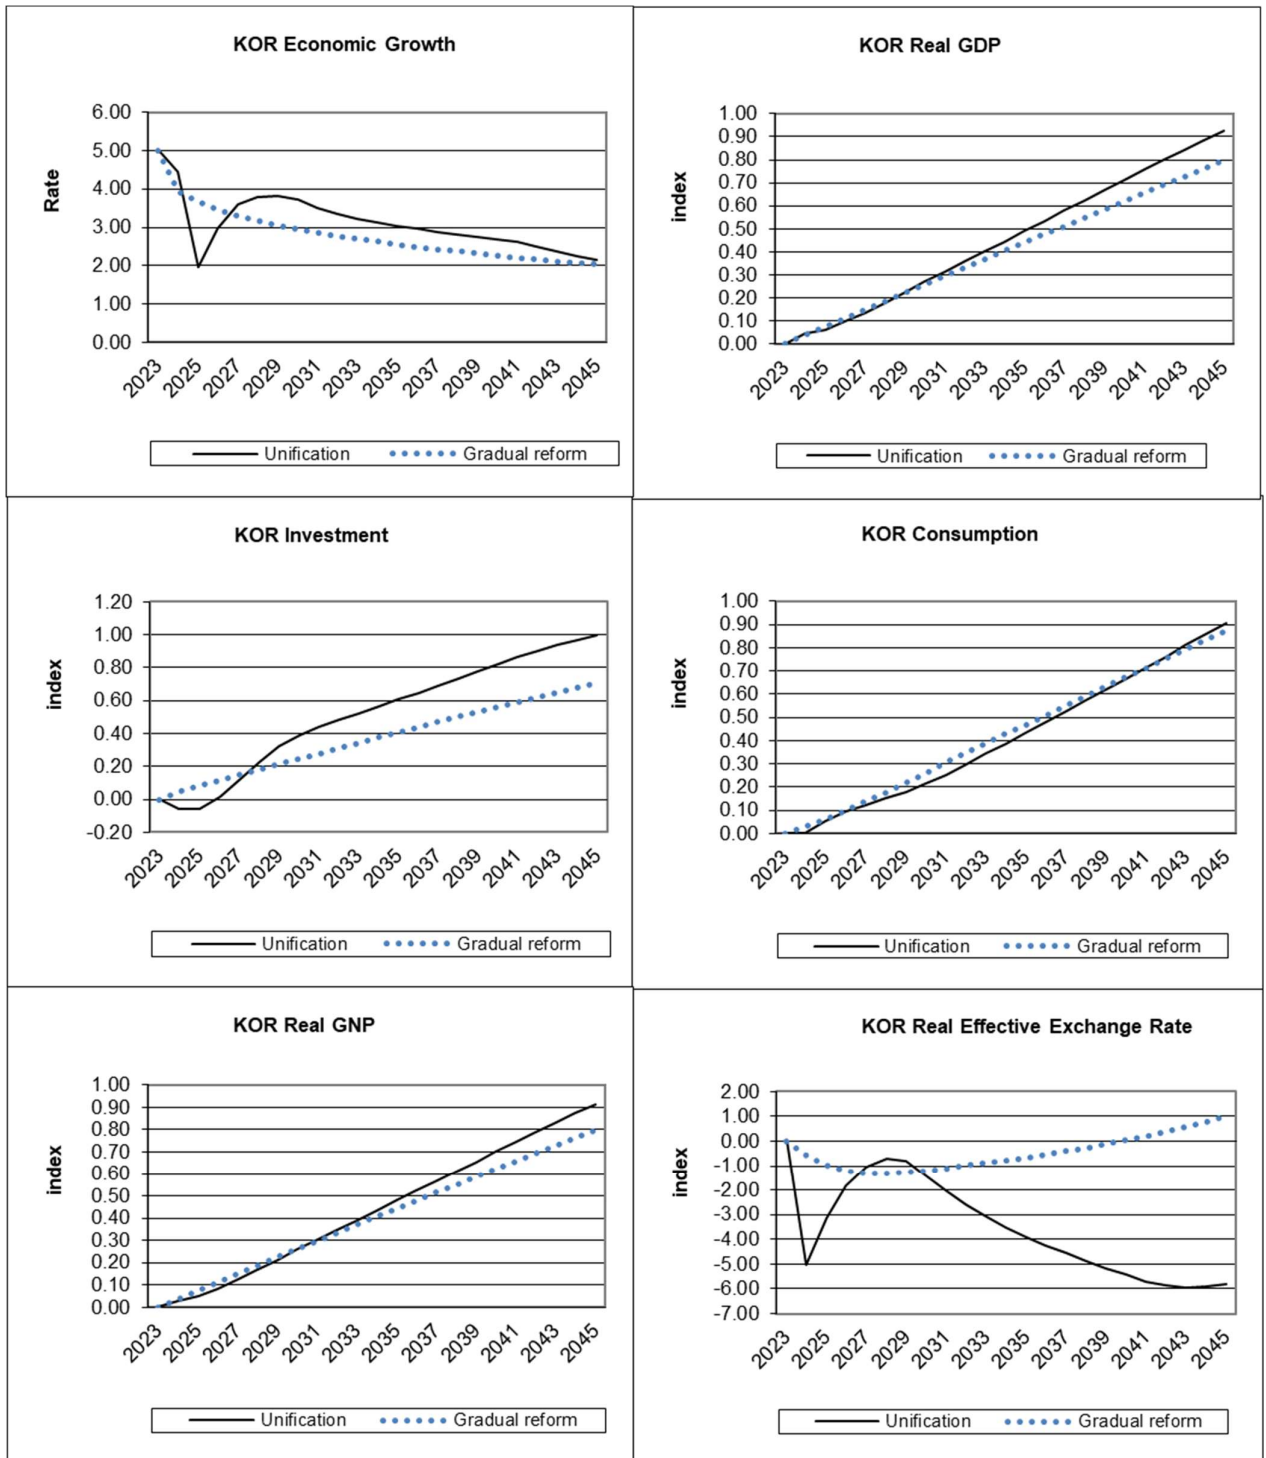 KOR Economic Growth
Rate
6.00
5.00
4.00
3.00
2.00
1.00
0.00
2023 2025 2027 2029 2031 2033 2035 2037 2039 2041 2043 2045
Unification Gradual reform
KOR Real GDP
index
1.00
0.90
0.80
0.70
0.60
0.50
0.40
0.30
0.20
0.10
0.00
2023 2025 2027 2029 2031 2033 2035 2037 2039 2041 2043 2045
Unification Gradual reform
KOR Investment
index
1.20
1.00
0.80
0.60
0.40
0.20
0.00
-0.20
2023 2025 2027 2029 2031 2033 2035 2037 2039 2041 2043 2045
Unification Gradual reform
KOR Consumption
index
1.00
0.90
0.80
0.70
0.60
0.50
0.40
0.30
0.20
0.10
0.00
2023 2025 2027 2029 2031 2033 2035 2037 2039 2041 2043 2045
Unification Gradual reform
KOR Real GNP
index
1.00
0.90
0.80
0.70
0.60
0.50
0.40
0.30
0.20
0.10
0.00
2023 2025 2027 2029 2031 2033 2035 2037 2039 2041 2043 2045
Unification Gradual reform
KOR Real Effective Exchange Rate
index
2.00
1.00
0.00
-1.00
-2.00
-3.00
-4.00
-5.00
-6.00
-7.00
2023 2025 2027 2029 2031 2033 2035 2037 2039 2041 2043 2045
Unification Gradual reform